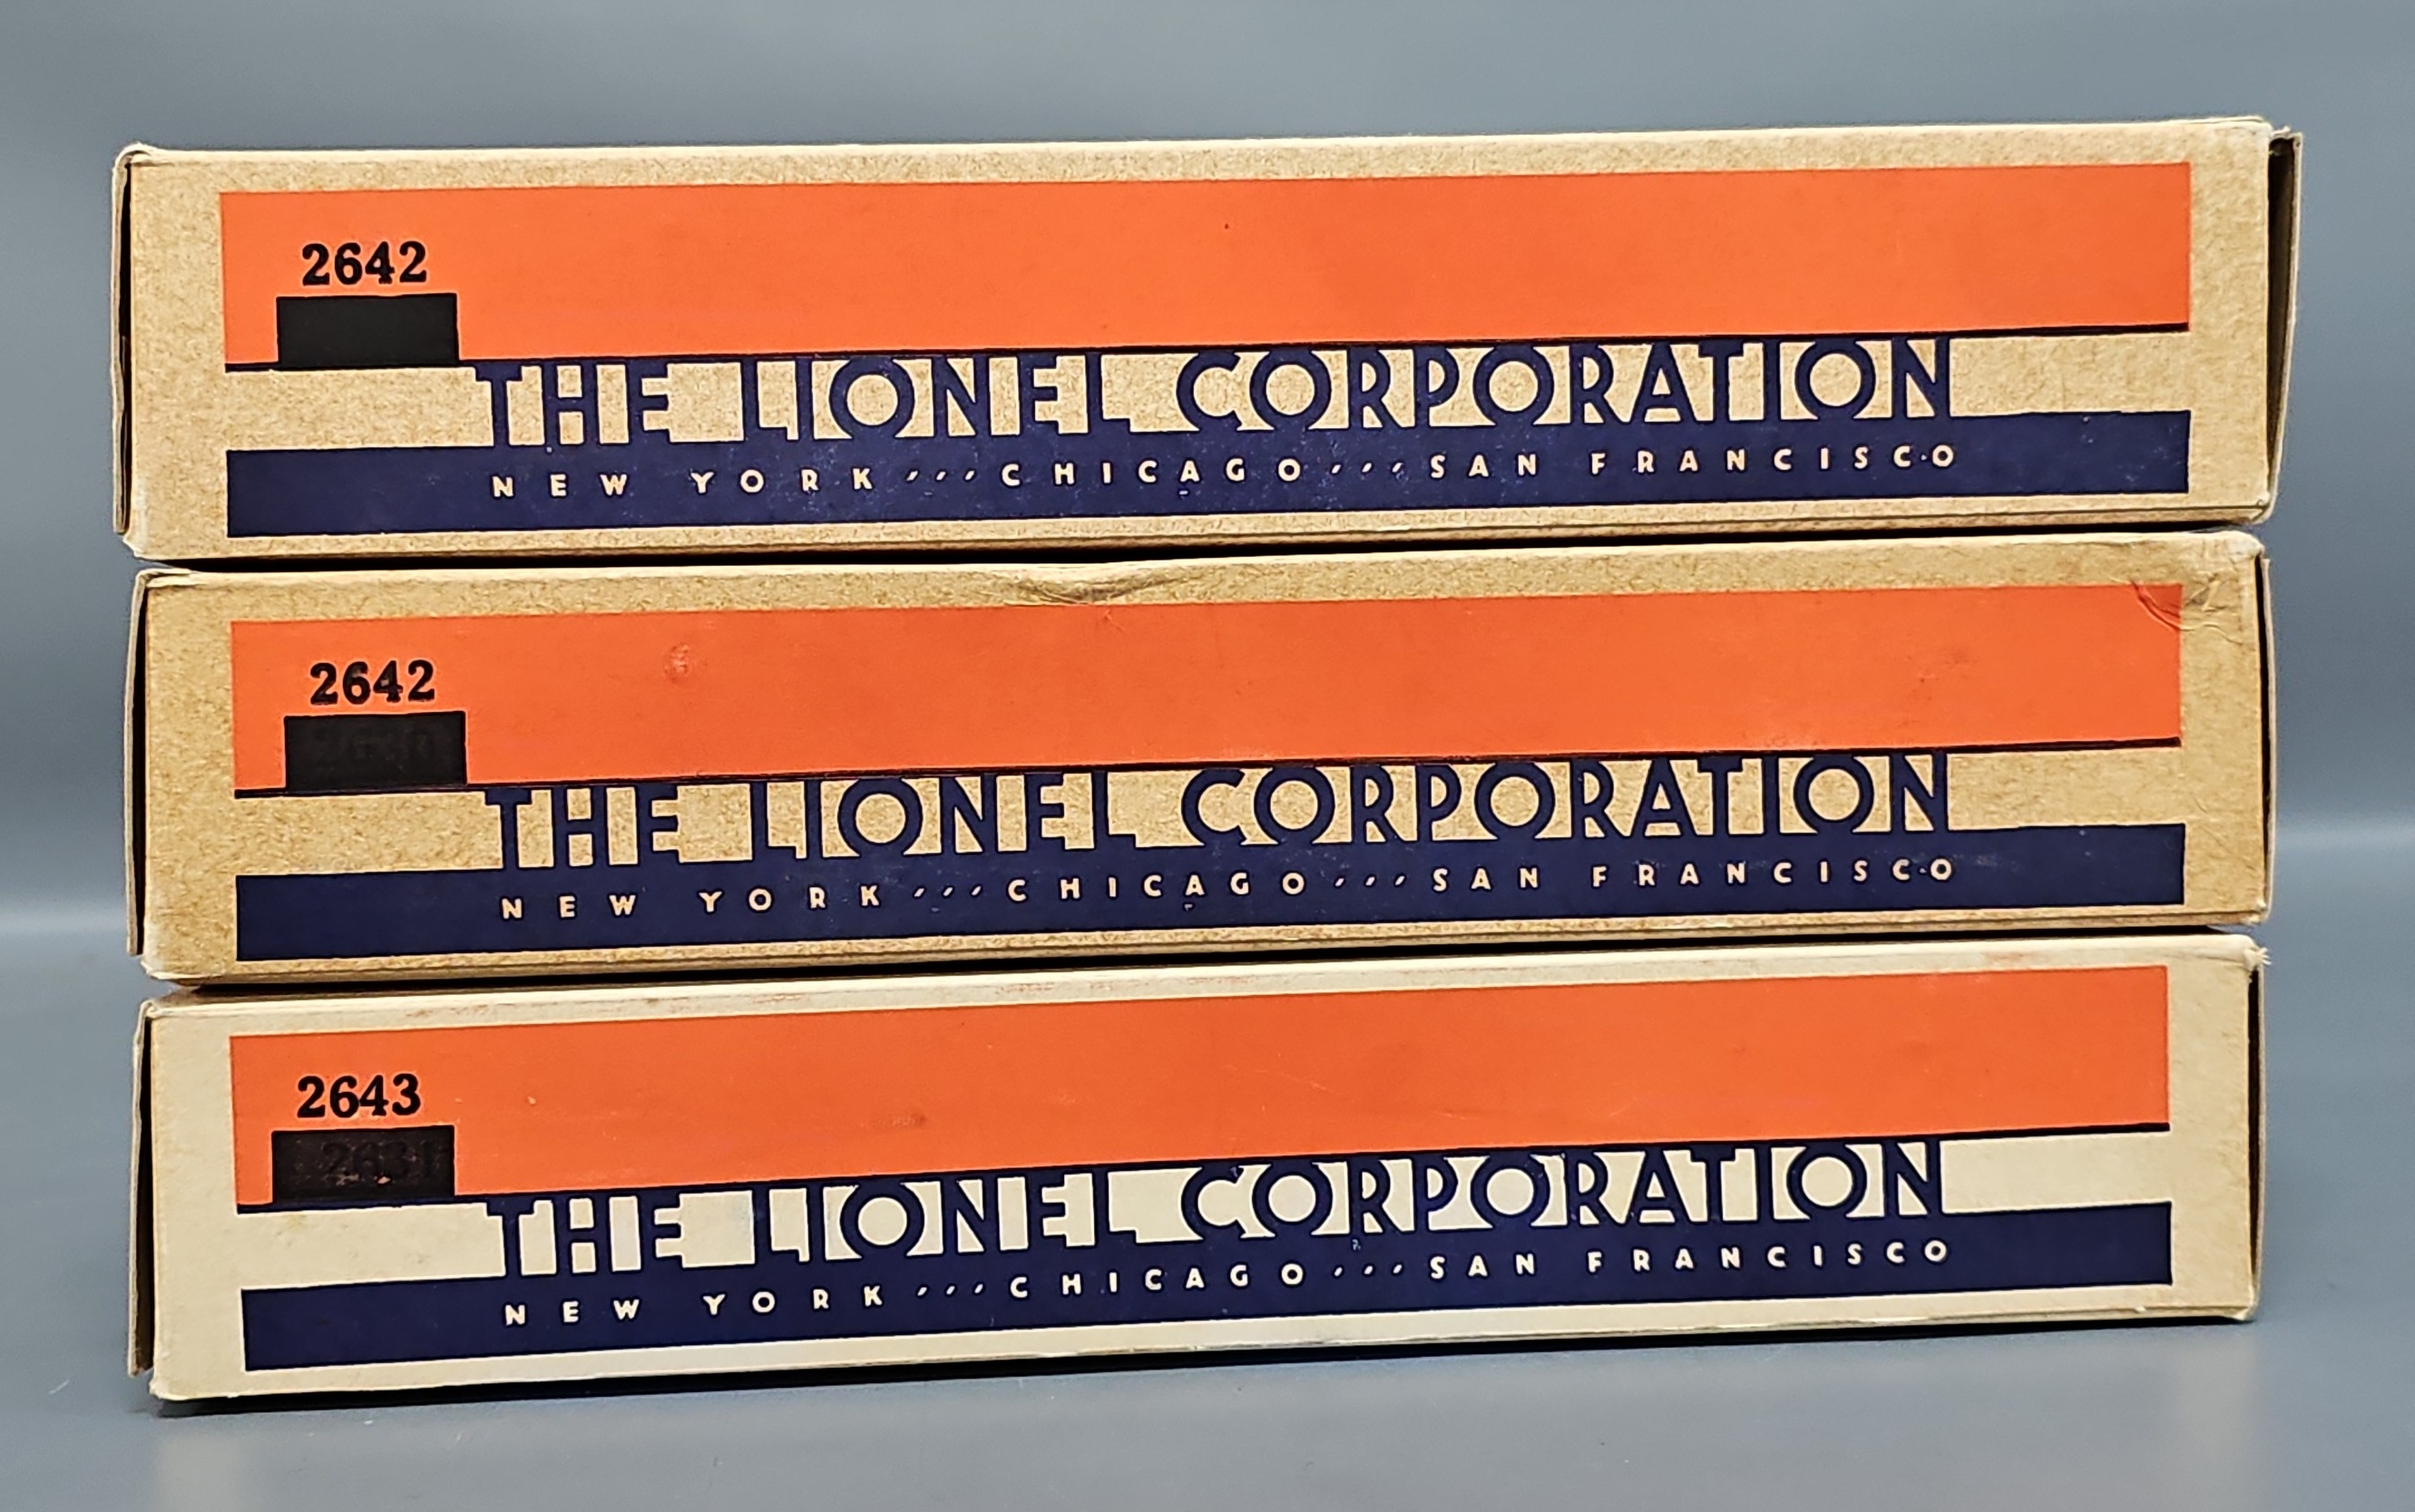 2642
THE LIONEL CORPORATION
NEW YORK ··· CHICAGO ··· SAN FRANCISCO
2642
THE LIONEL CORPORATION
NEW YORK ··· CHICAGO ··· SAN FRANCISCO
2643
2631
THE LIONEL CORPORATION
NEW YORK ··· CHICAGO ··· SAN FRANCISCO